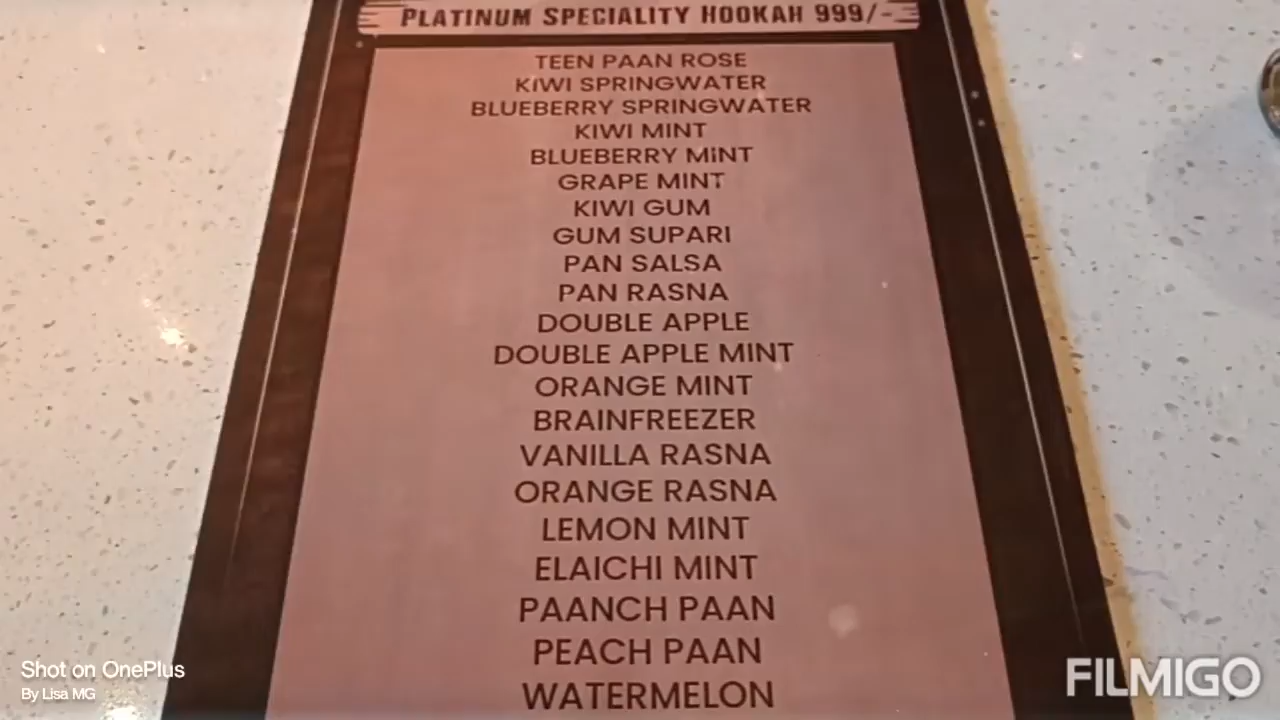 PLATINUM SPECIALITY HOOKAH 999/-
TEEN PAAN ROSE
KIWI SPRINGWATER
BLUEBERRY SPRINGWATER
KIWI MINT
BLUEBERRY MINT
GRAPE MINT
KIWI GUM
GUM SUPARI
PAN SALSA
PAN RASNA
DOUBLE APPLE
DOUBLE APPLE MINT
ORANGE MINT
BRAINFREEZER
VANILLA RASNA
ORANGE RASNA
LEMON MINT
ELAICHI MINT
PAANCH PAAN
PEACH PAAN
WATERMELON
Shot on OnePlus
By Lisa MG
FILMIGO